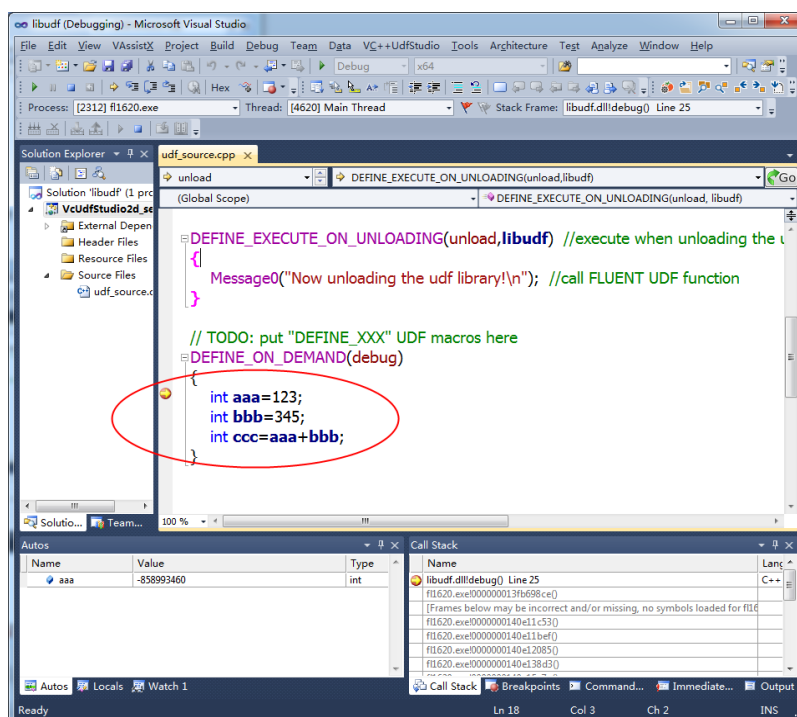 libudf (Debugging) - Microsoft Visual Studio
File Edit View VAssistX Project Build Debug Team Data VC++UdfStudio Tools Architecture Test Analyze Window Help
Debug x64
Hex
Process: [2312] fl1620.exe Thread: [4620] Main Thread Stack Frame: libudf.dll!debug() Line 25
Solution Explorer
udf_source.cpp
unload DEFINE_EXECUTE_ON_UNLOADING(unload,libudf) Go
(Global Scope) DEFINE_EXECUTE_ON_UNLOADING(unload, libudf)
Solution 'libudf' (1 prc
VcUdfStudio2d_se
External Depen
Header Files
Resource Files
Source Files
udf_source.c
DEFINE_EXECUTE_ON_UNLOADING(unload,libudf) //execute when unloading the u
{
Message0("Now unloading the udf library!\n"); //call FLUENT UDF function
}
// TODO: put "DEFINE_XXX" UDF macros here
DEFINE_ON_DEMAND(debug)
{
int aaa=123;
int bbb=345;
int ccc=aaa+bbb;
}
Solutio... Team... 100 %
Autos
Name Value Type
aaa -858993460 int
Call Stack
Name Lang
libudf.dll!debug() Line 25 C++
fl1620.exe!000000013fb698ce()
[Frames below may be incorrect and/or missing, no symbols loaded for fl16
fl1620.exe!0000000140e11c53()
fl1620.exe!0000000140e11bef()
fl1620.exe!0000000140e12085()
fl1620.exe!0000000140e138d3()
Autos Locals Watch 1
Call Stack Breakpoints Command... Immediate... Output
Ready Ln 18 Col 3 Ch 2 INS